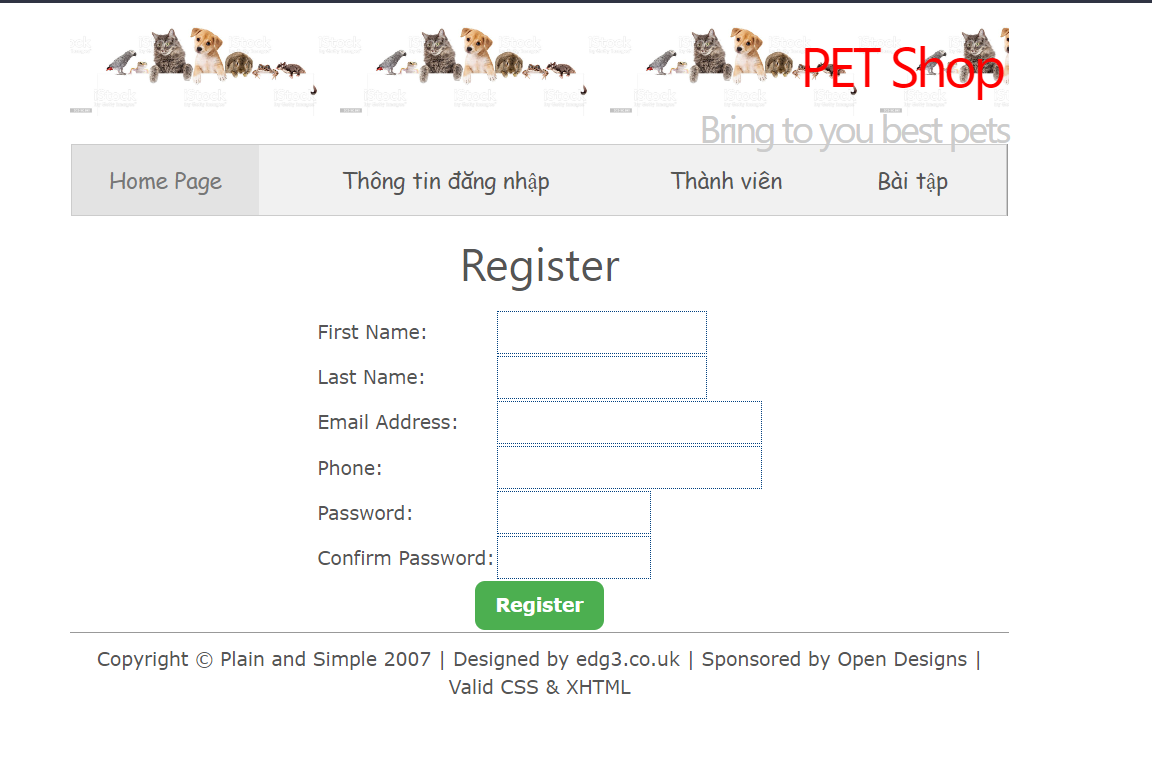 PET Shop
Bring to you best pets
Home Page Thông tin đăng nhập Thành viên Bài tập
Register
First Name:
Last Name:
Email Address:
Phone:
Password:
Confirm Password:
Register
Copyright © Plain and Simple 2007 | Designed by edg3.co.uk | Sponsored by Open Designs |
Valid CSS & XHTML